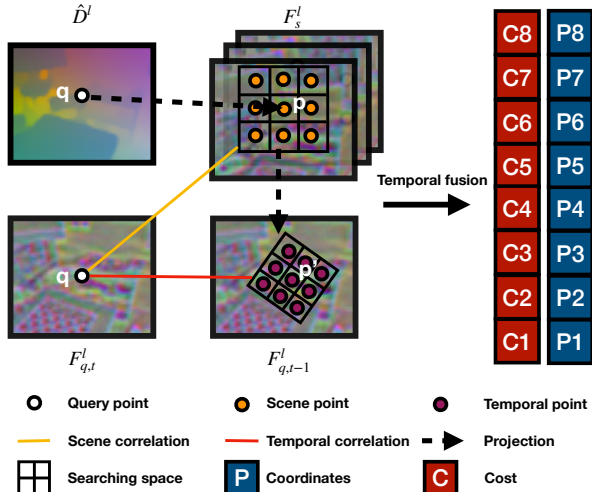 D̂^l
F_s^l
q
p
Temporal fusion
q
p'
F_{q,t}^l
F_{q,t-1}^l
C8 P8
C7 P7
C6 P6
C5 P5
C4 P4
C3 P3
C2 P2
C1 P1
Query point
Scene point
Temporal point
Scene correlation
Temporal correlation
Projection
Searching space
P Coordinates
C Cost